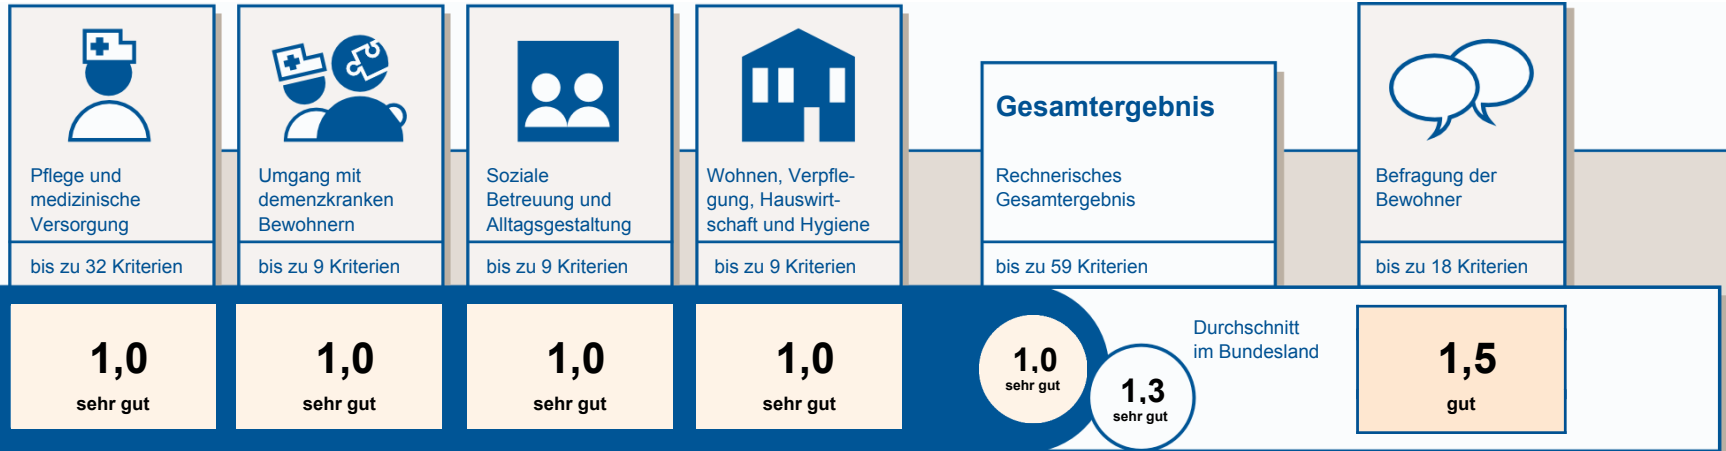 Pflege und
medizinische
Versorgung
bis zu 32 Kriterien
1,0
sehr gut
Umgang mit
demenzkranken
Bewohnern
bis zu 9 Kriterien
1,0
sehr gut
Soziale
Betreuung und
Alltagsgestaltung
bis zu 9 Kriterien
1,0
sehr gut
Wohnen, Verpfle-
gung, Hauswirt-
schaft und Hygiene
bis zu 9 Kriterien
1,0
sehr gut
Gesamtergebnis
Rechnerisches
Gesamtergebnis
bis zu 59 Kriterien
1,0
sehr gut
Durchschnitt
im Bundesland
1,3
sehr gut
Befragung der
Bewohner
bis zu 18 Kriterien
1,5
gut